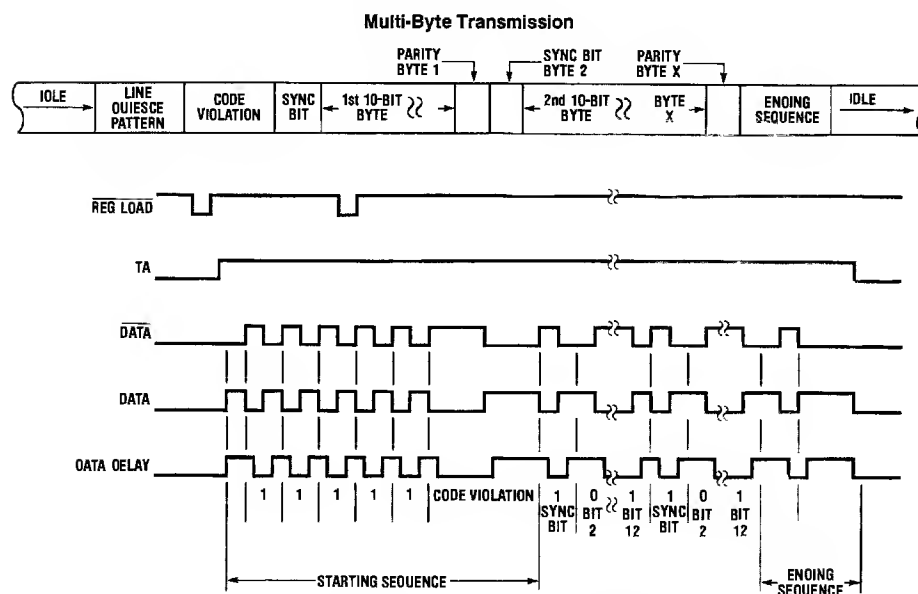 Multi-Byte Transmission
PARITY BYTE 1
SYNC BIT BYTE 2
PARITY BYTE X
IOLE
LINE OUIESCE PATTERN
CODE VIOLATION
SYNC BIT
1st 10-BIT BYTE
2nd 10-BIT BYTE
BYTE X
ENOING SEQUENCE
IDLE
REG LOAD
TA
DATA
DATA
OATA OELAY
1 1 1 1 1 CODE VIOLATION 1 0 1 1 0 1
SYNC BIT
BIT 2
BIT 12
SYNC BIT
BIT 2
BIT 12
STARTING SEQUENCE
ENOING SEQUENCE